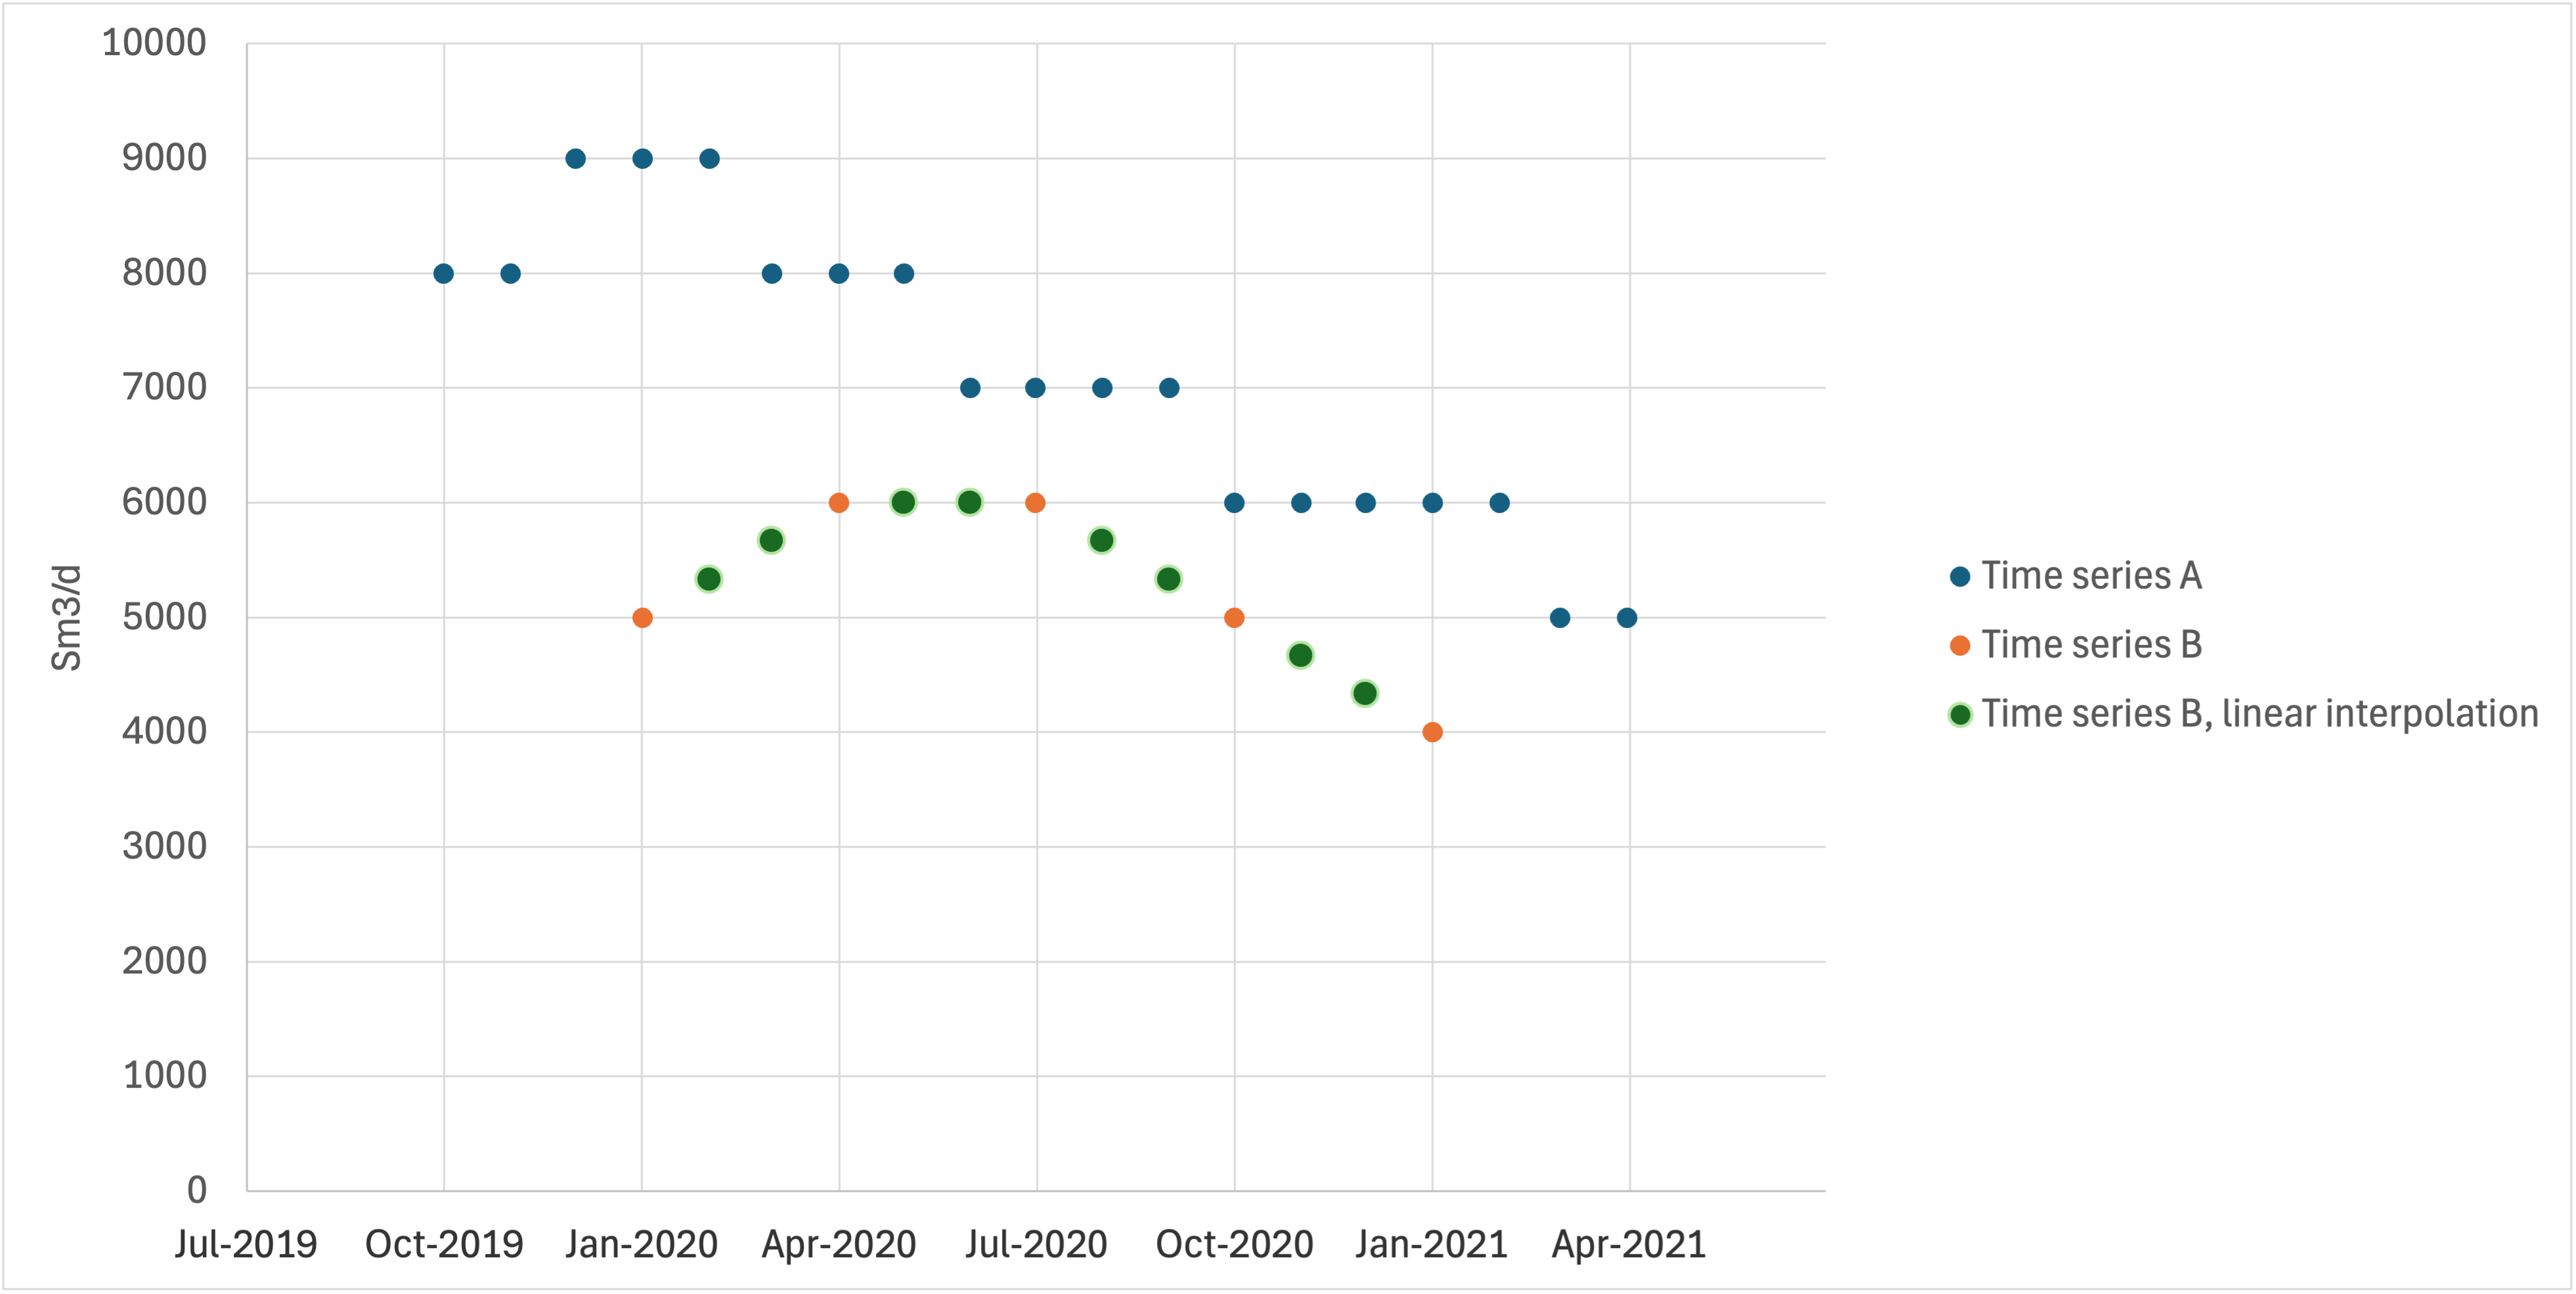 10000
9000
8000
7000
6000
5000
4000
3000
2000
1000
0
Sm3/d
Jul-2019 Oct-2019 Jan-2020 Apr-2020 Jul-2020 Oct-2020 Jan-2021 Apr-2021
Time series A
Time series B
Time series B, linear interpolation